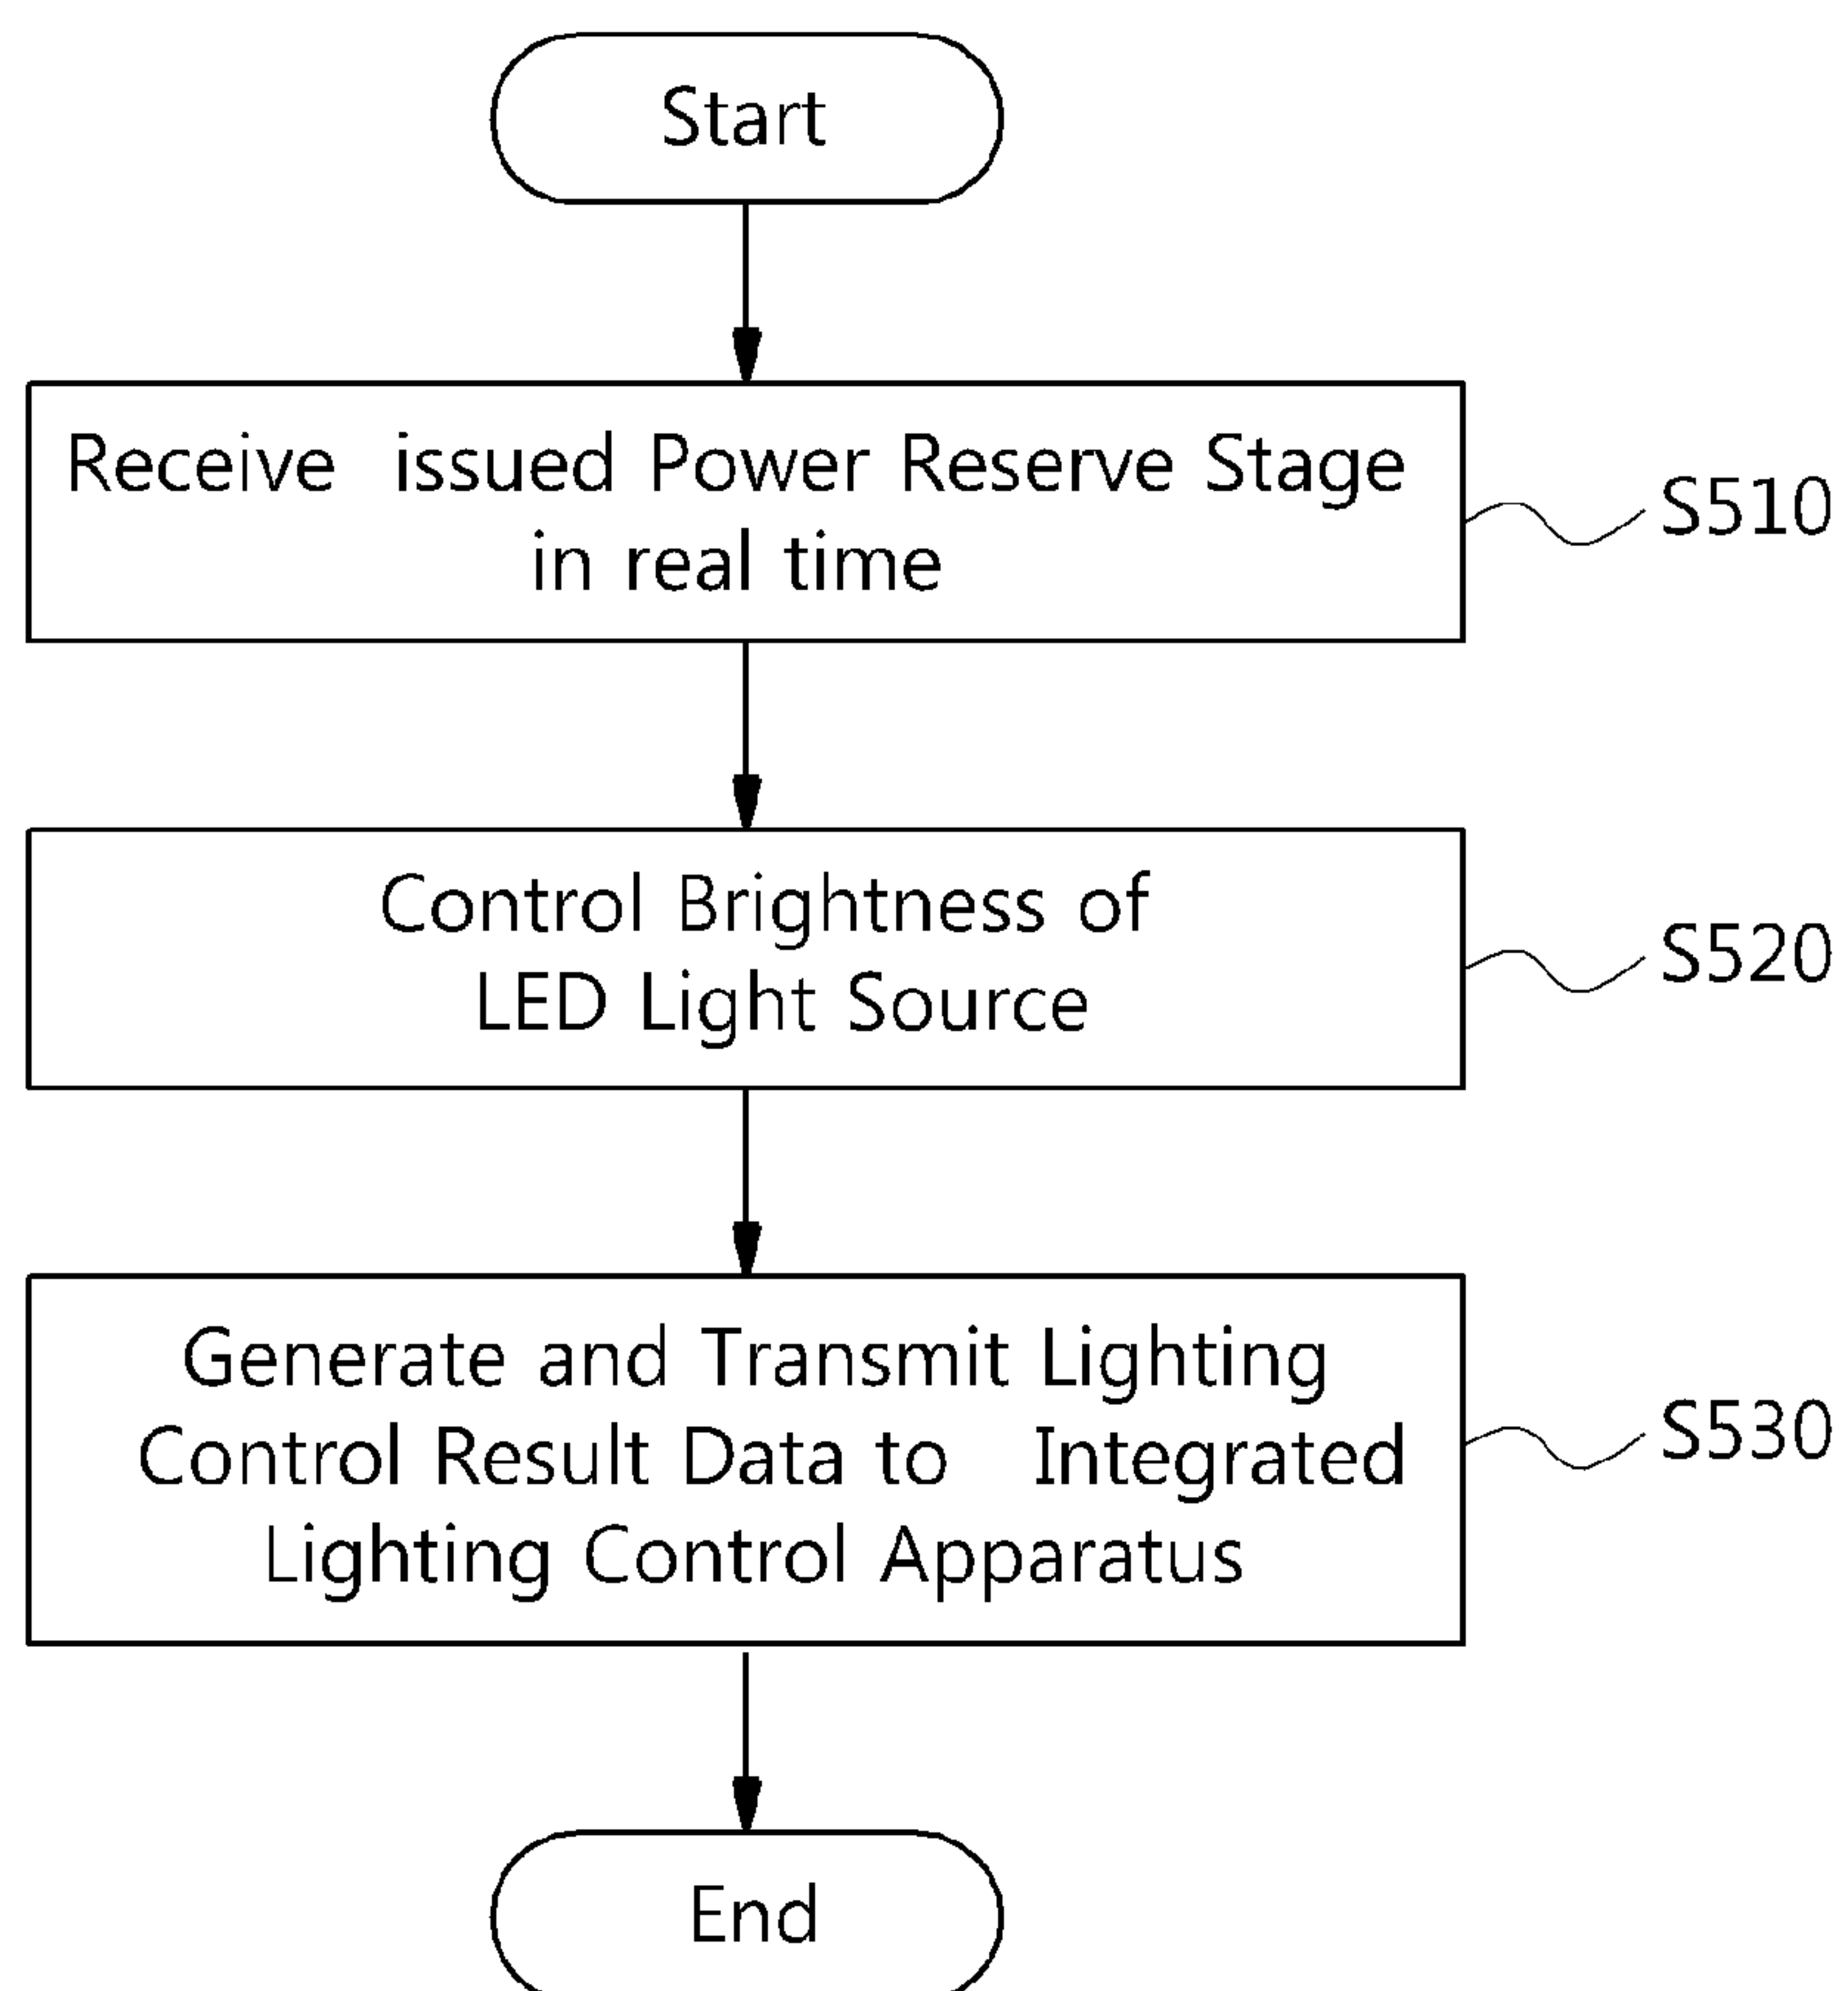 Start
Receive issued Power Reserve Stage
in real time
S510
Control Brightness of
LED Light Source
S520
Generate and Transmit Lighting
Control Result Data to Integrated
Lighting Control Apparatus
S530
End